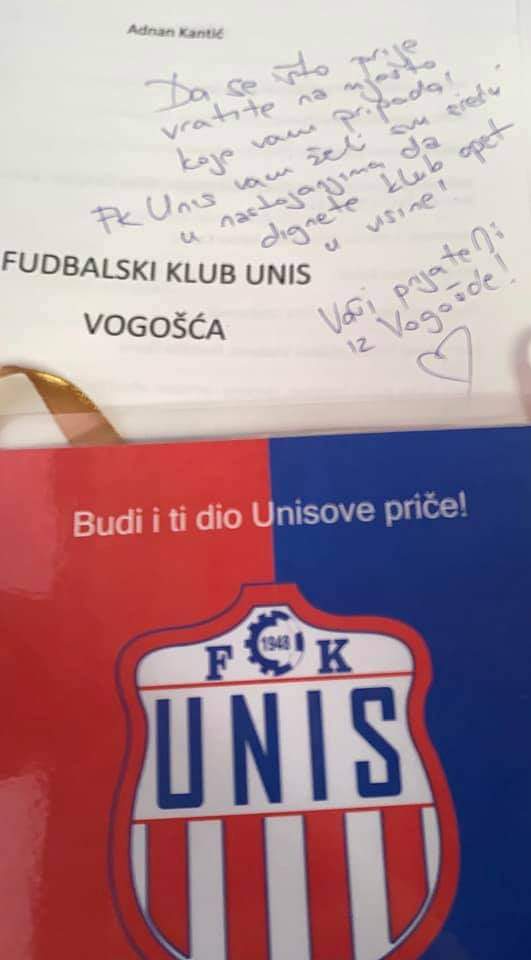 Adnan Kantić
Da se što prije
vratite na mjesto
koje vam pripada!
FK Unis vam želi svu sreću
u nastojanjima da
dignete klub opet
u visine!
Vaši prijatelji
iz Vogošće!
FUDBALSKI KLUB UNIS
VOGOŠĆA
Budi i ti dio Unisove priče!
1948
F K
UNIS